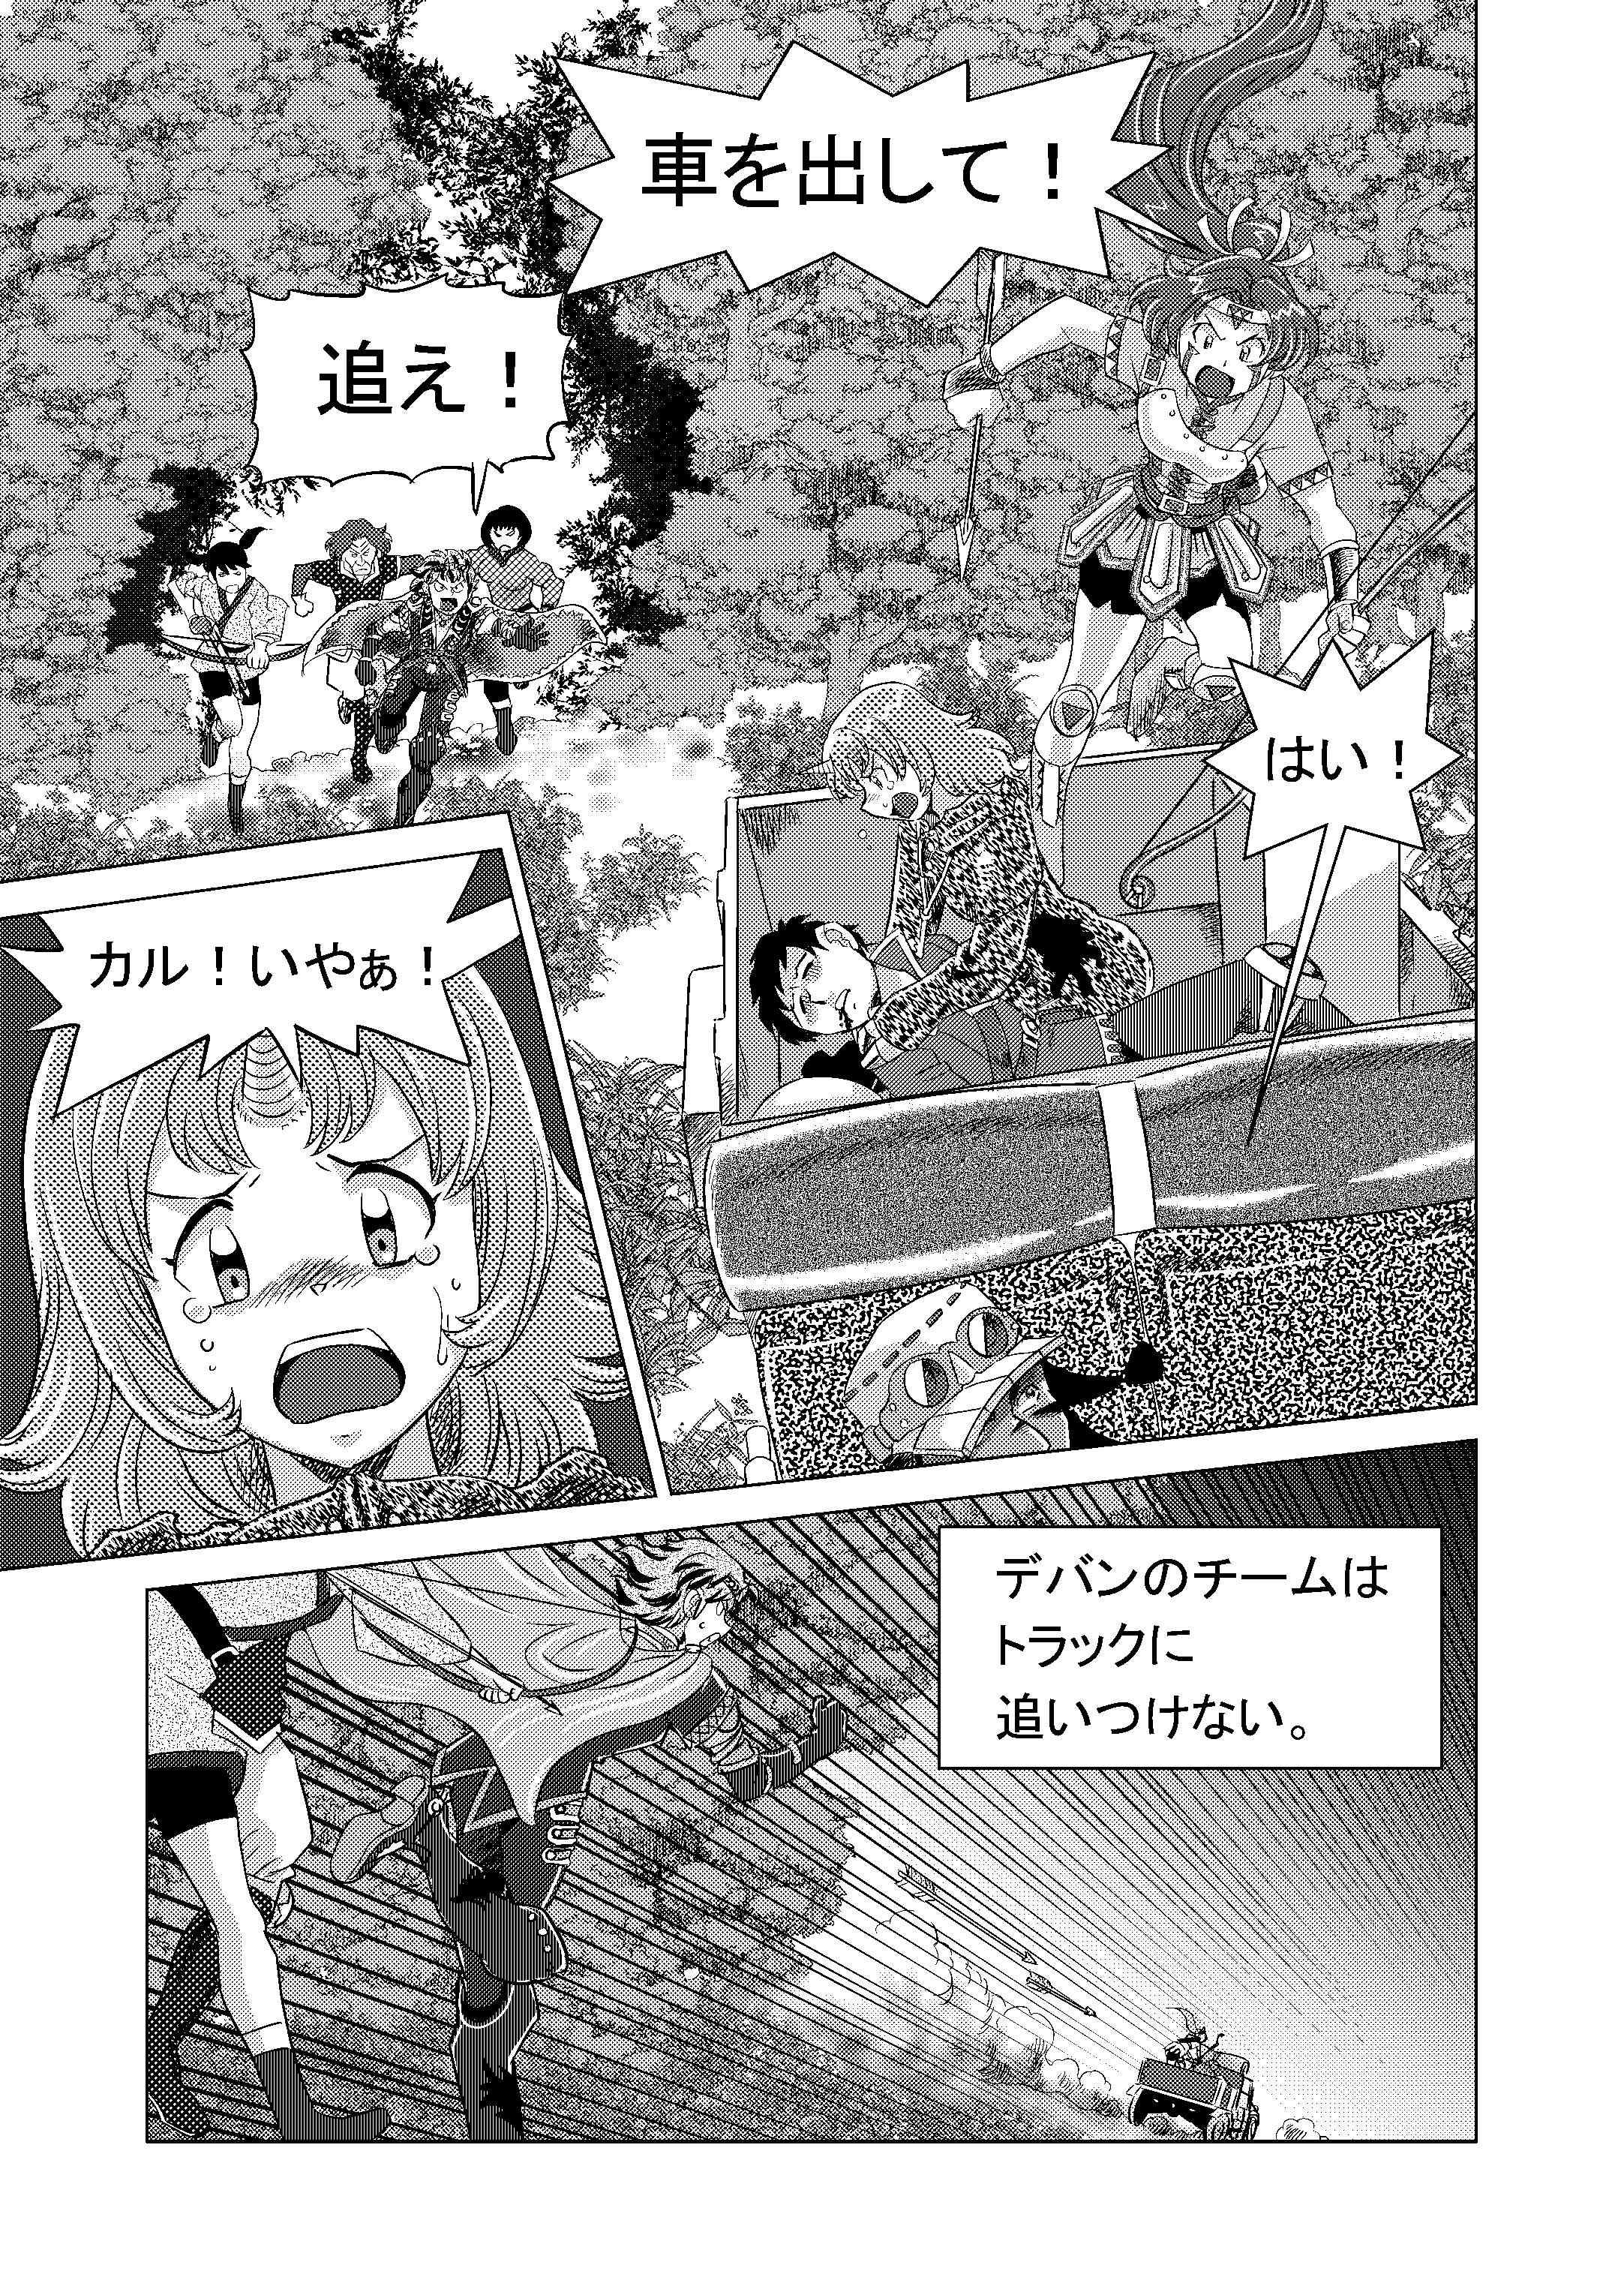 車を出して！
追え！
はい！
カル！いやぁ！
デバンのチームは
トラックに
追いつけない。